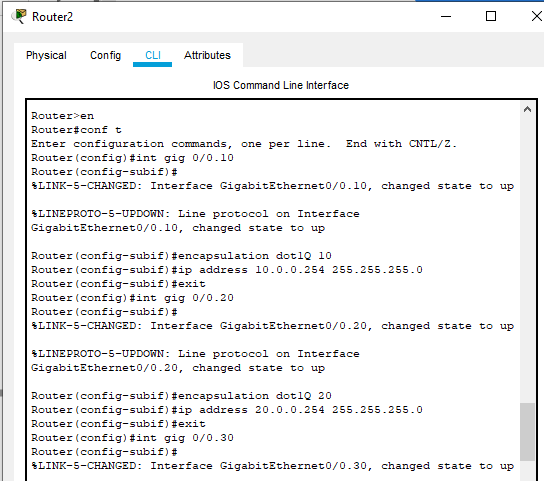 Router2
Physical Config CLI Attributes
IOS Command Line Interface
Router>en
Router#conf t
Enter configuration commands, one per line.  End with CNTL/Z.
Router(config)#int gig 0/0.10
Router(config-subif)#
%LINK-5-CHANGED: Interface GigabitEthernet0/0.10, changed state to up
%LINEPROTO-5-UPDOWN: Line protocol on Interface
GigabitEthernet0/0.10, changed state to up
Router(config-subif)#encapsulation dot1Q 10
Router(config-subif)#ip address 10.0.0.254 255.255.255.0
Router(config-subif)#exit
Router(config)#int gig 0/0.20
Router(config-subif)#
%LINK-5-CHANGED: Interface GigabitEthernet0/0.20, changed state to up
%LINEPROTO-5-UPDOWN: Line protocol on Interface
GigabitEthernet0/0.20, changed state to up
Router(config-subif)#encapsulation dot1Q 20
Router(config-subif)#ip address 20.0.0.254 255.255.255.0
Router(config-subif)#exit
Router(config)#int gig 0/0.30
Router(config-subif)#
%LINK-5-CHANGED: Interface GigabitEthernet0/0.30, changed state to up